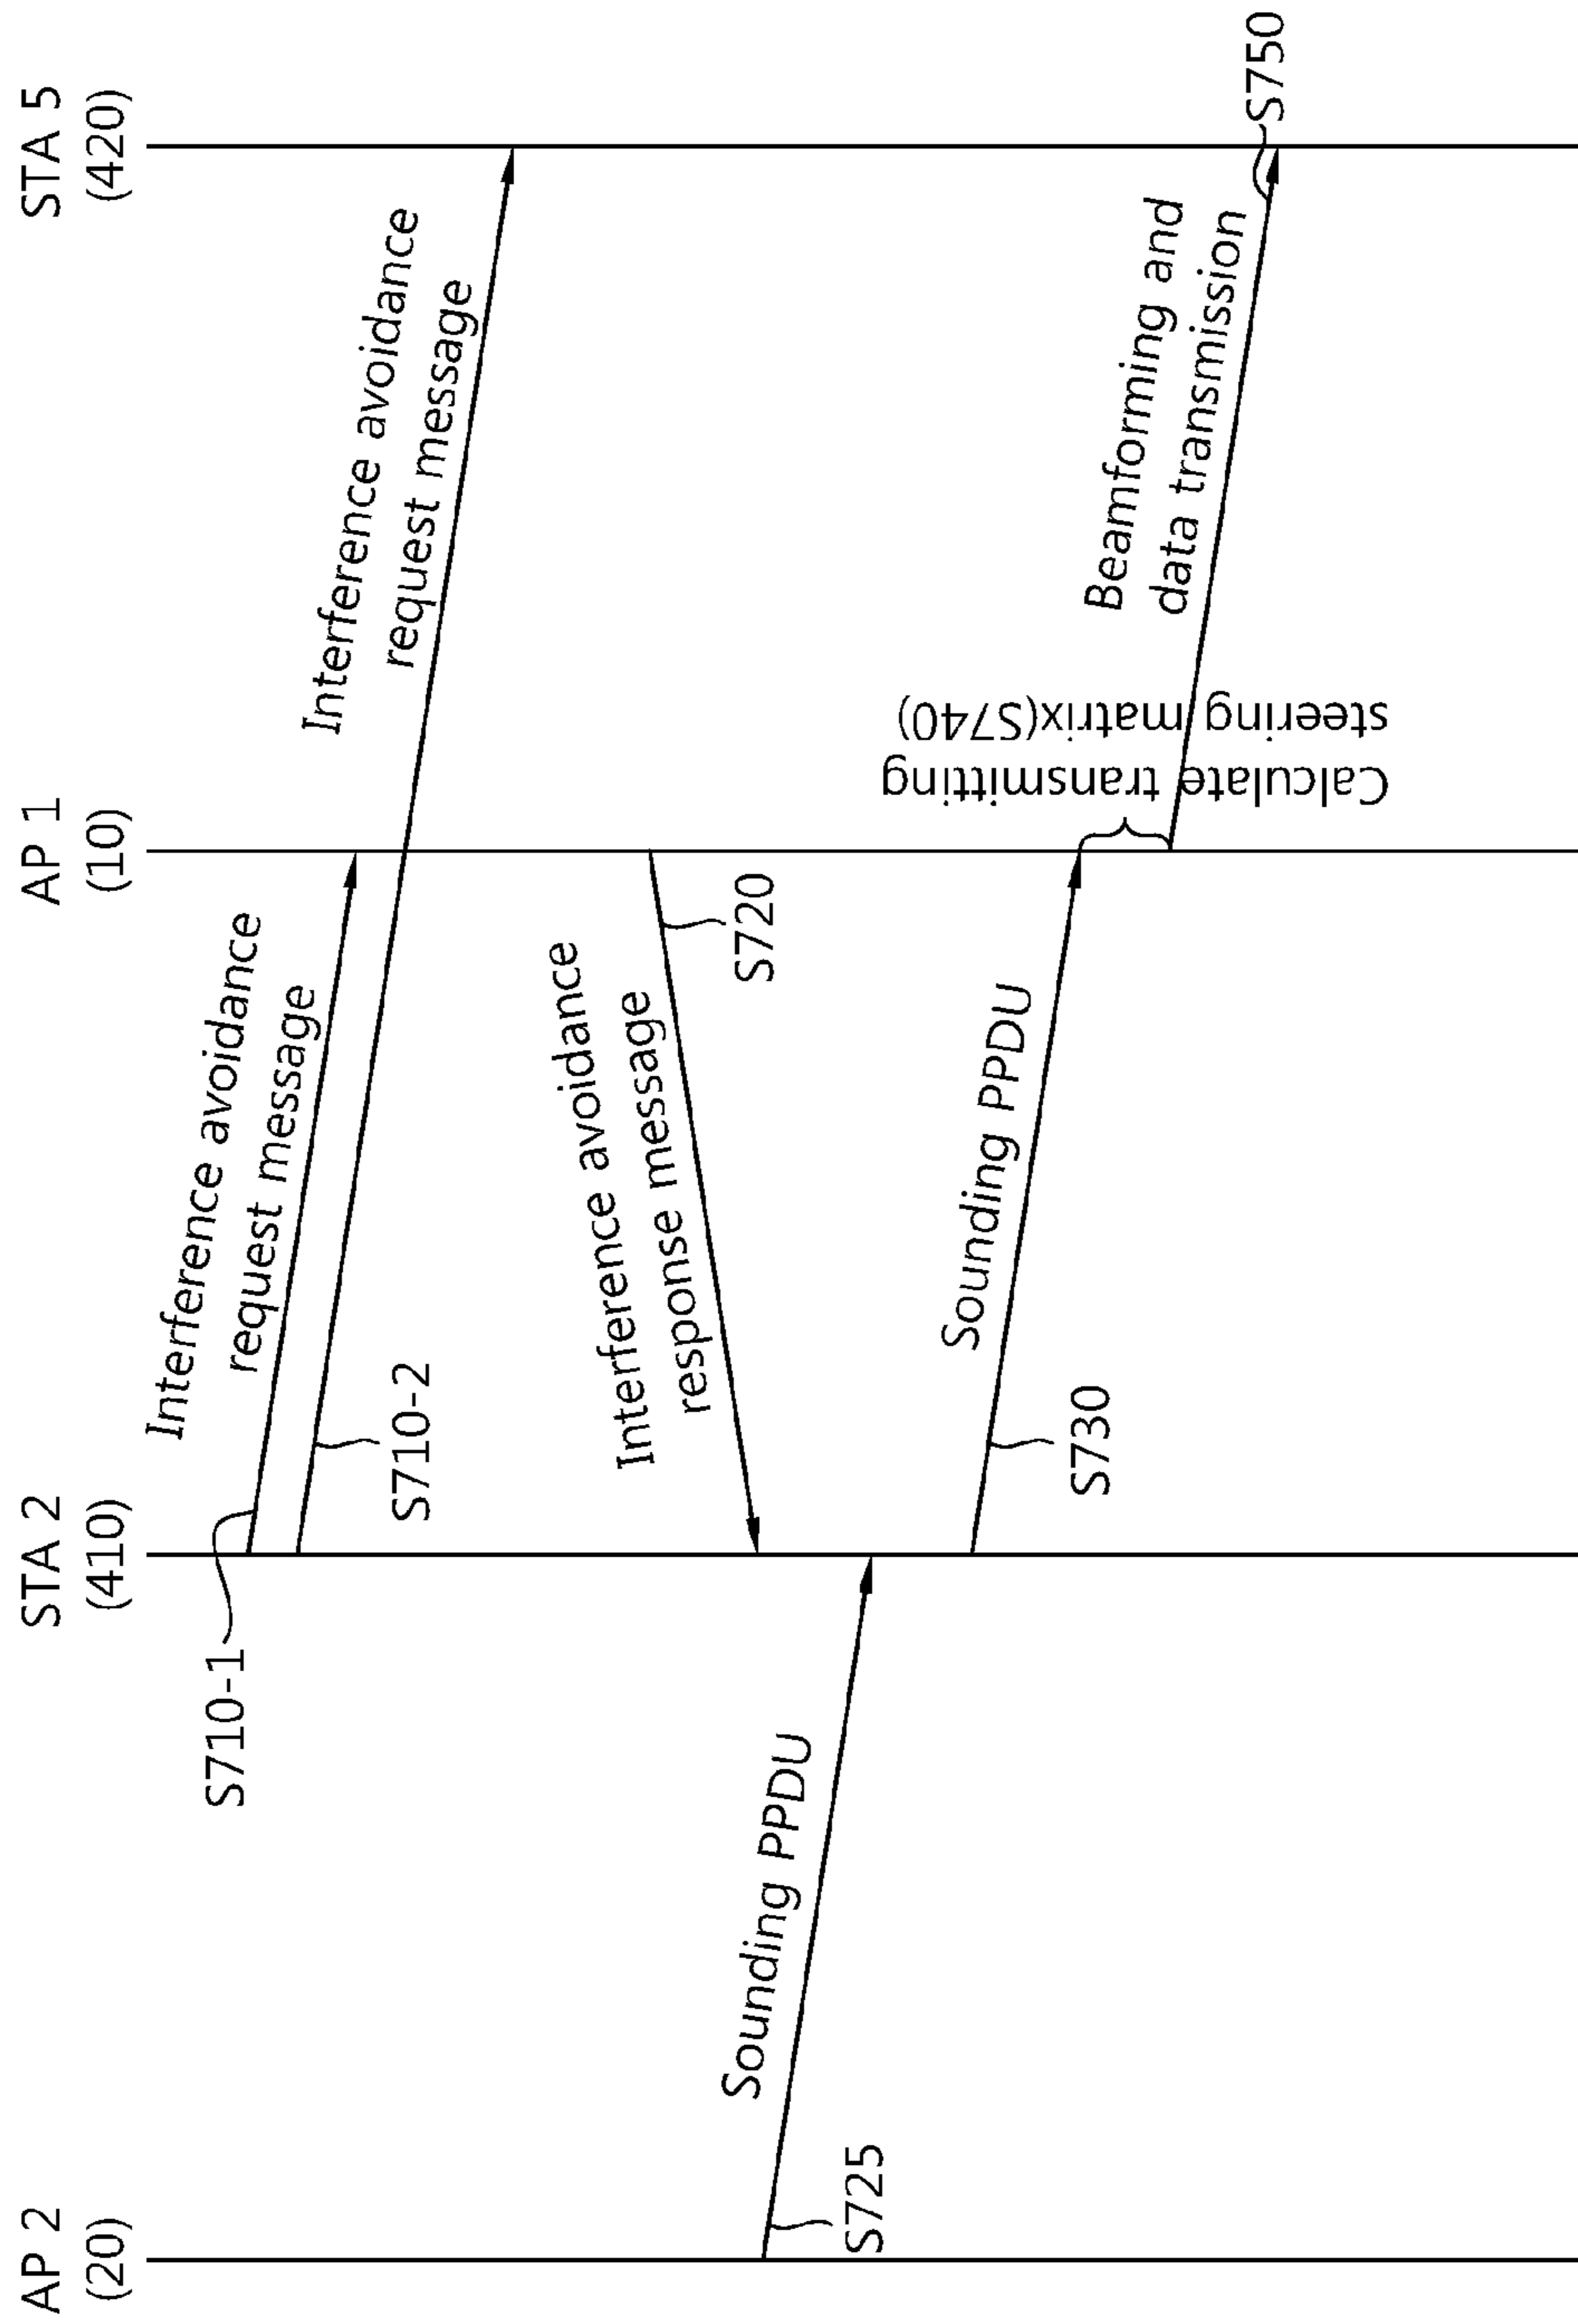 AP 2
(20)
STA 2
(410)
AP 1
(10)
STA 5
(420)
S710-1
Interference avoidance
request message
S710-2
Interference avoidance
request message
Interference avoidance
response message
S720
Sounding PPDU
S725
Sounding PPDU
S730
Calculate transmitting
steering matrix(S740)
Beamforming and
data transmission
S750